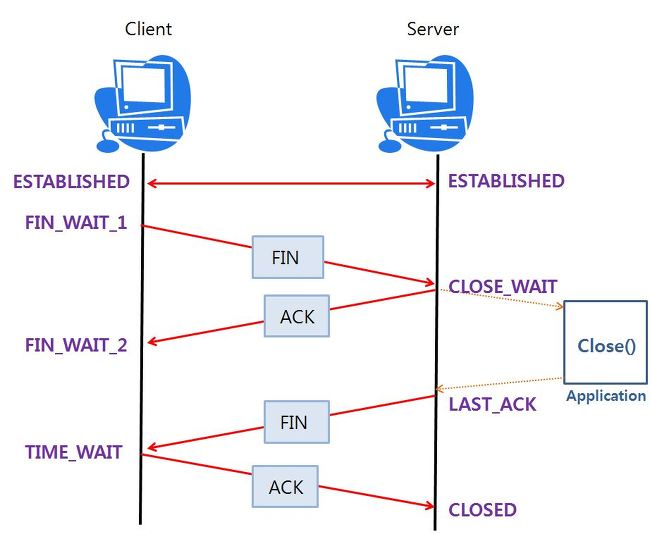 Client
Server
ESTABLISHED
ESTABLISHED
FIN_WAIT_1
FIN
CLOSE_WAIT
ACK
FIN_WAIT_2
Close()
Application
LAST_ACK
FIN
TIME_WAIT
ACK
CLOSED